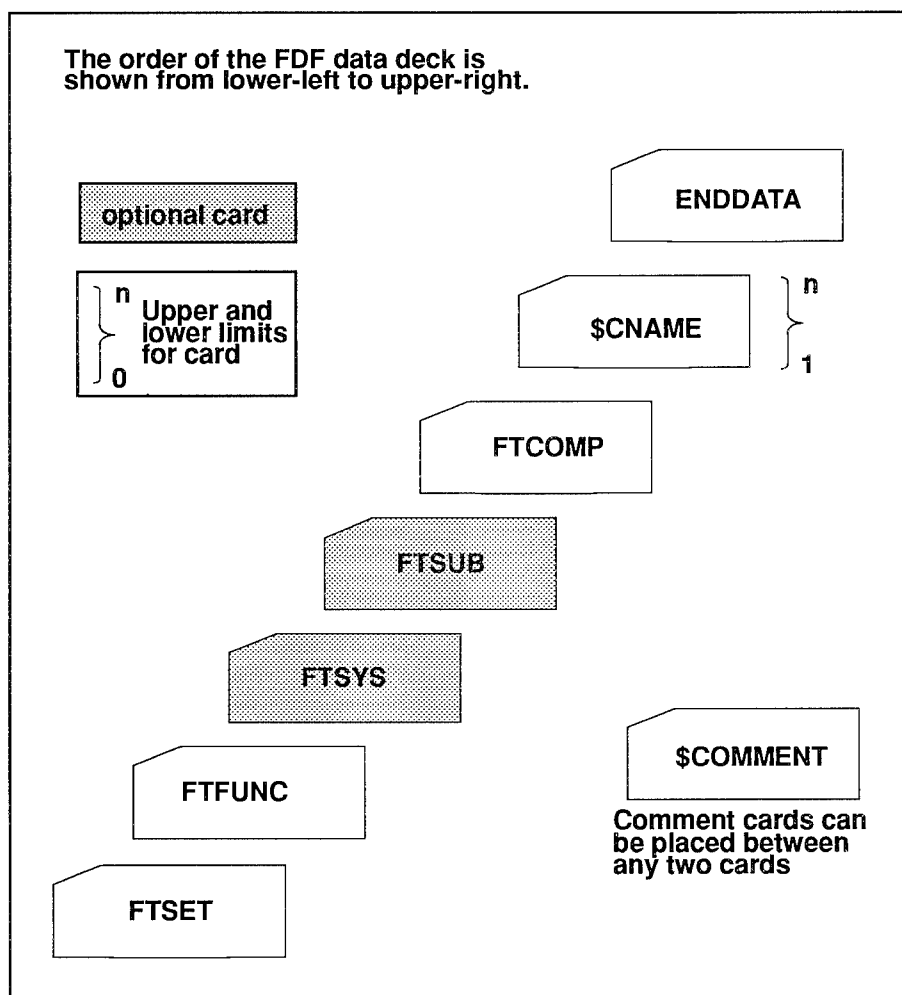 The order of the FDF data deck is
shown from lower-left to upper-right.
ENDDATA
optional card
n
Upper and
lower limits
for card
0
$CNAME
n
1
FTCOMP
FTSUB
FTSYS
$COMMENT
Comment cards can
be placed between
any two cards
FTFUNC
FTSET